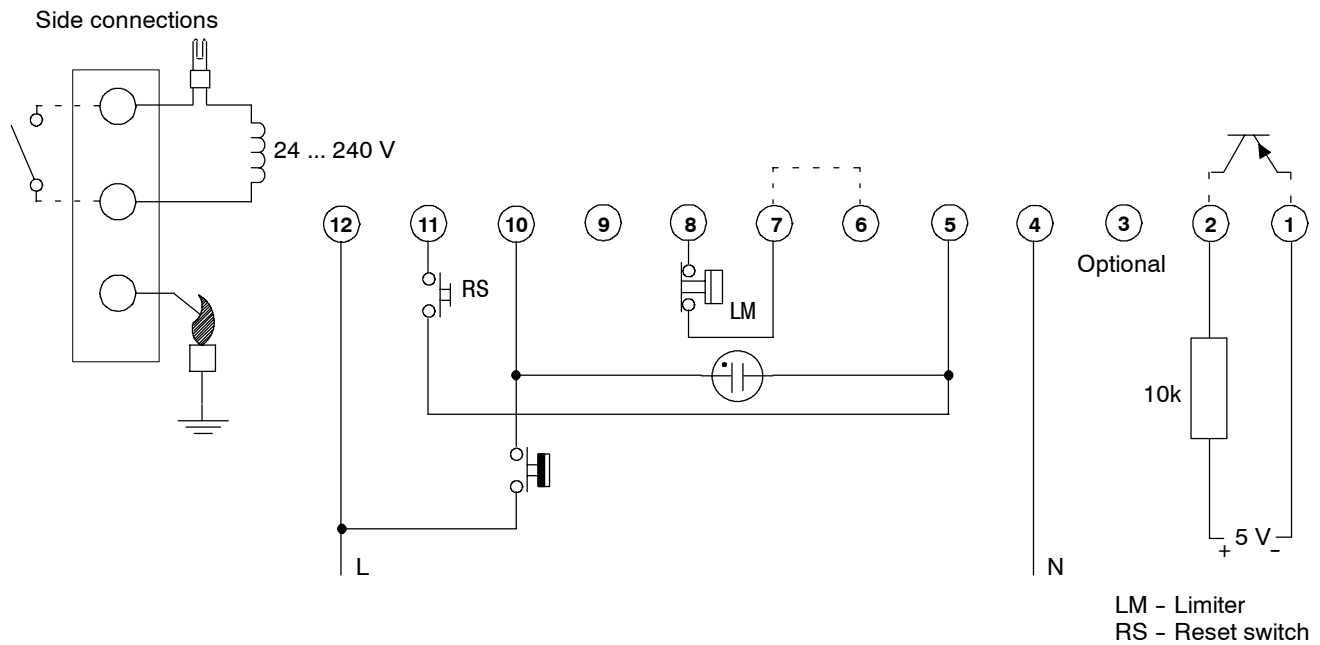 Side connections
24 ... 240 V
12 11 10 9 8 7 6 5 4 3 2 1
Optional
RS
LM
10k
+ 5 V -
L
N
LM - Limiter
RS - Reset switch